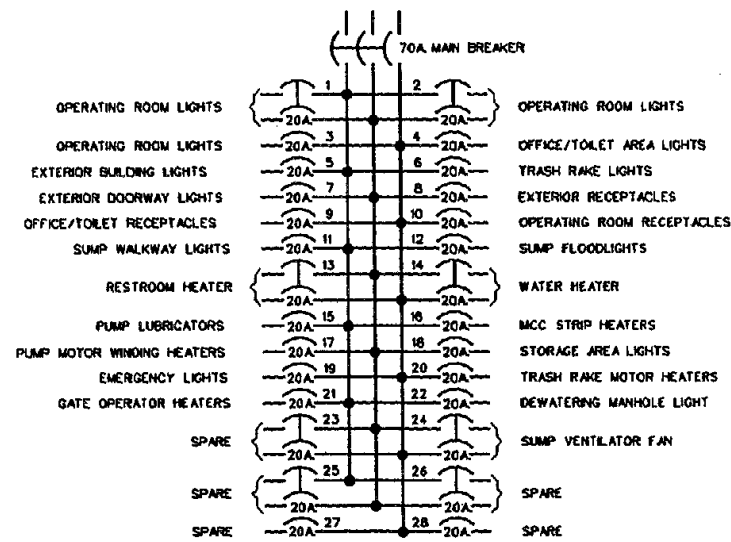 70A MAIN BREAKER
1 2
OPERATING ROOM LIGHTS 20A 20A OPERATING ROOM LIGHTS
OPERATING ROOM LIGHTS 20A 3 4 20A OFFICE/TOILET AREA LIGHTS
EXTERIOR BUILDING LIGHTS 20A 5 6 20A TRASH RAKE LIGHTS
EXTERIOR DOORWAY LIGHTS 20A 7 8 20A EXTERIOR RECEPTACLES
OFFICE/TOILET RECEPTACLES 20A 9 10 20A OPERATING ROOM RECEPTACLES
SUMP WALKWAY LIGHTS 20A 11 12 20A SUMP FLOODLIGHTS
13 14
RESTROOM HEATER 20A 20A WATER HEATER
PUMP LUBRICATORS 20A 15 16 20A MCC STRIP HEATERS
PUMP MOTOR WINDING HEATERS 20A 17 18 20A STORAGE AREA LIGHTS
EMERGENCY LIGHTS 20A 19 20 20A TRASH RAKE MOTOR HEATERS
GATE OPERATOR HEATERS 20A 21 22 20A DEWATERING MANHOLE LIGHT
23 24
SPARE 20A 20A SUMP VENTILATOR FAN
25 26
SPARE 20A 20A SPARE
SPARE 20A 27 28 20A SPARE